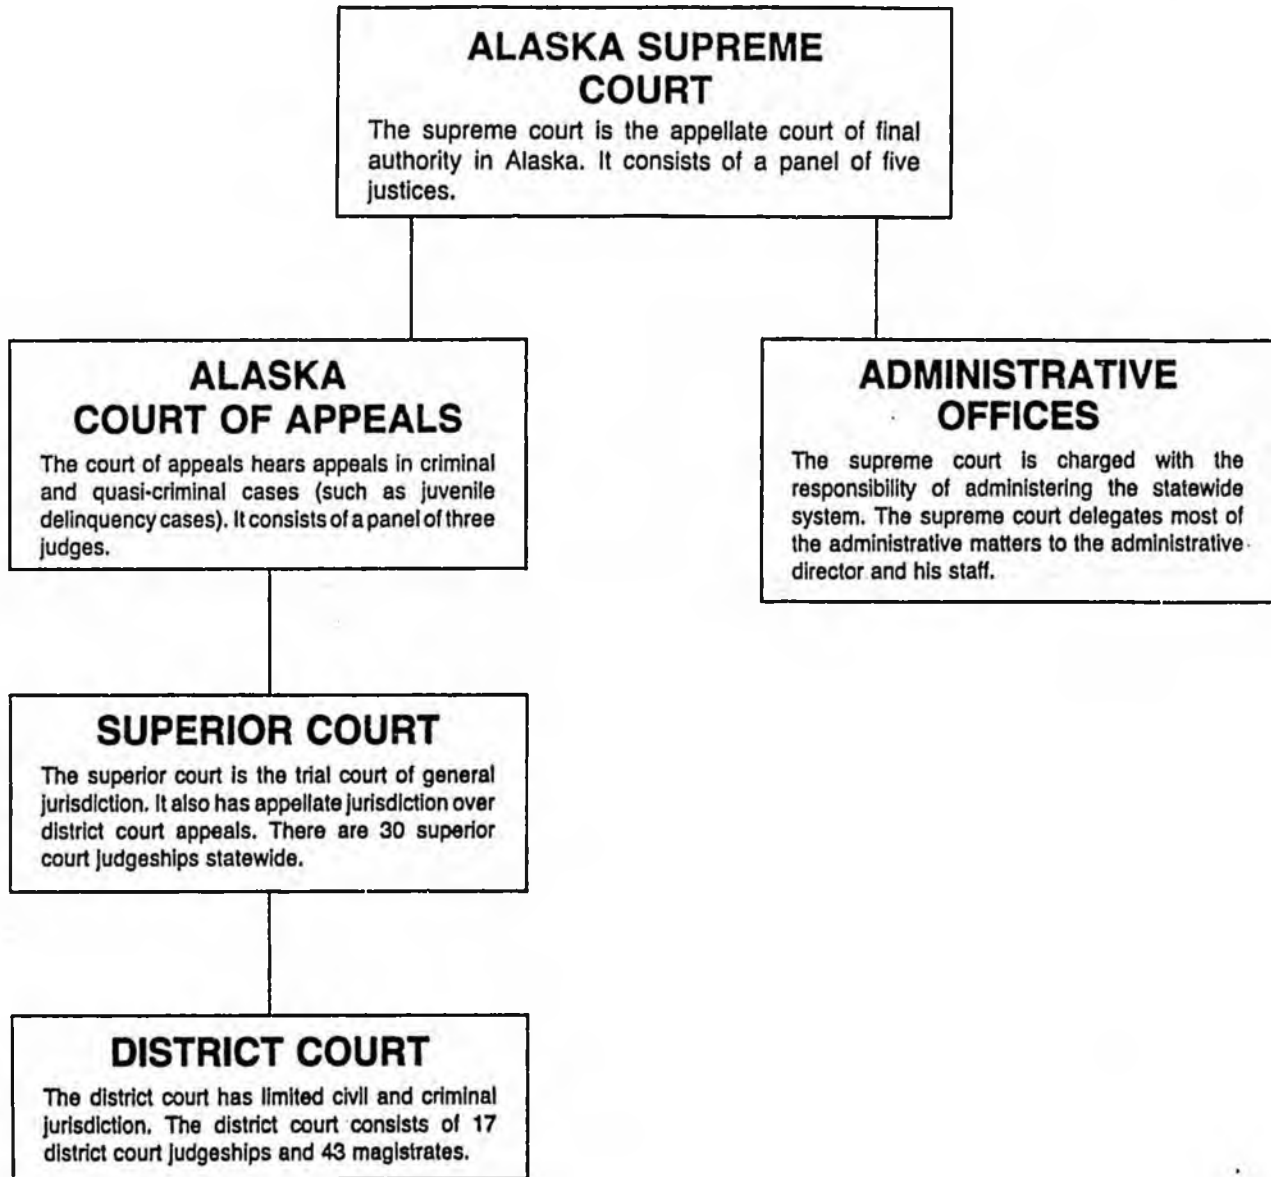 ALASKA SUPREME
COURT
The supreme court is the appellate court of final
authority in Alaska. It consists of a panel of five
justices.
ALASKA
COURT OF APPEALS
The court of appeals hears appeals in criminal
and quasi-criminal cases (such as juvenile
delinquency cases). It consists of a panel of three
judges.
ADMINISTRATIVE
OFFICES
The supreme court is charged with the
responsibility of administering the statewide
system. The supreme court delegates most of
the administrative matters to the administrative
director and his staff.
SUPERIOR COURT
The superior court is the trial court of general
jurisdiction. It also has appellate jurisdiction over
district court appeals. There are 30 superior
court judgeships statewide.
DISTRICT COURT
The district court has limited civil and criminal
jurisdiction. The district court consists of 17
district court judgeships and 43 magistrates.